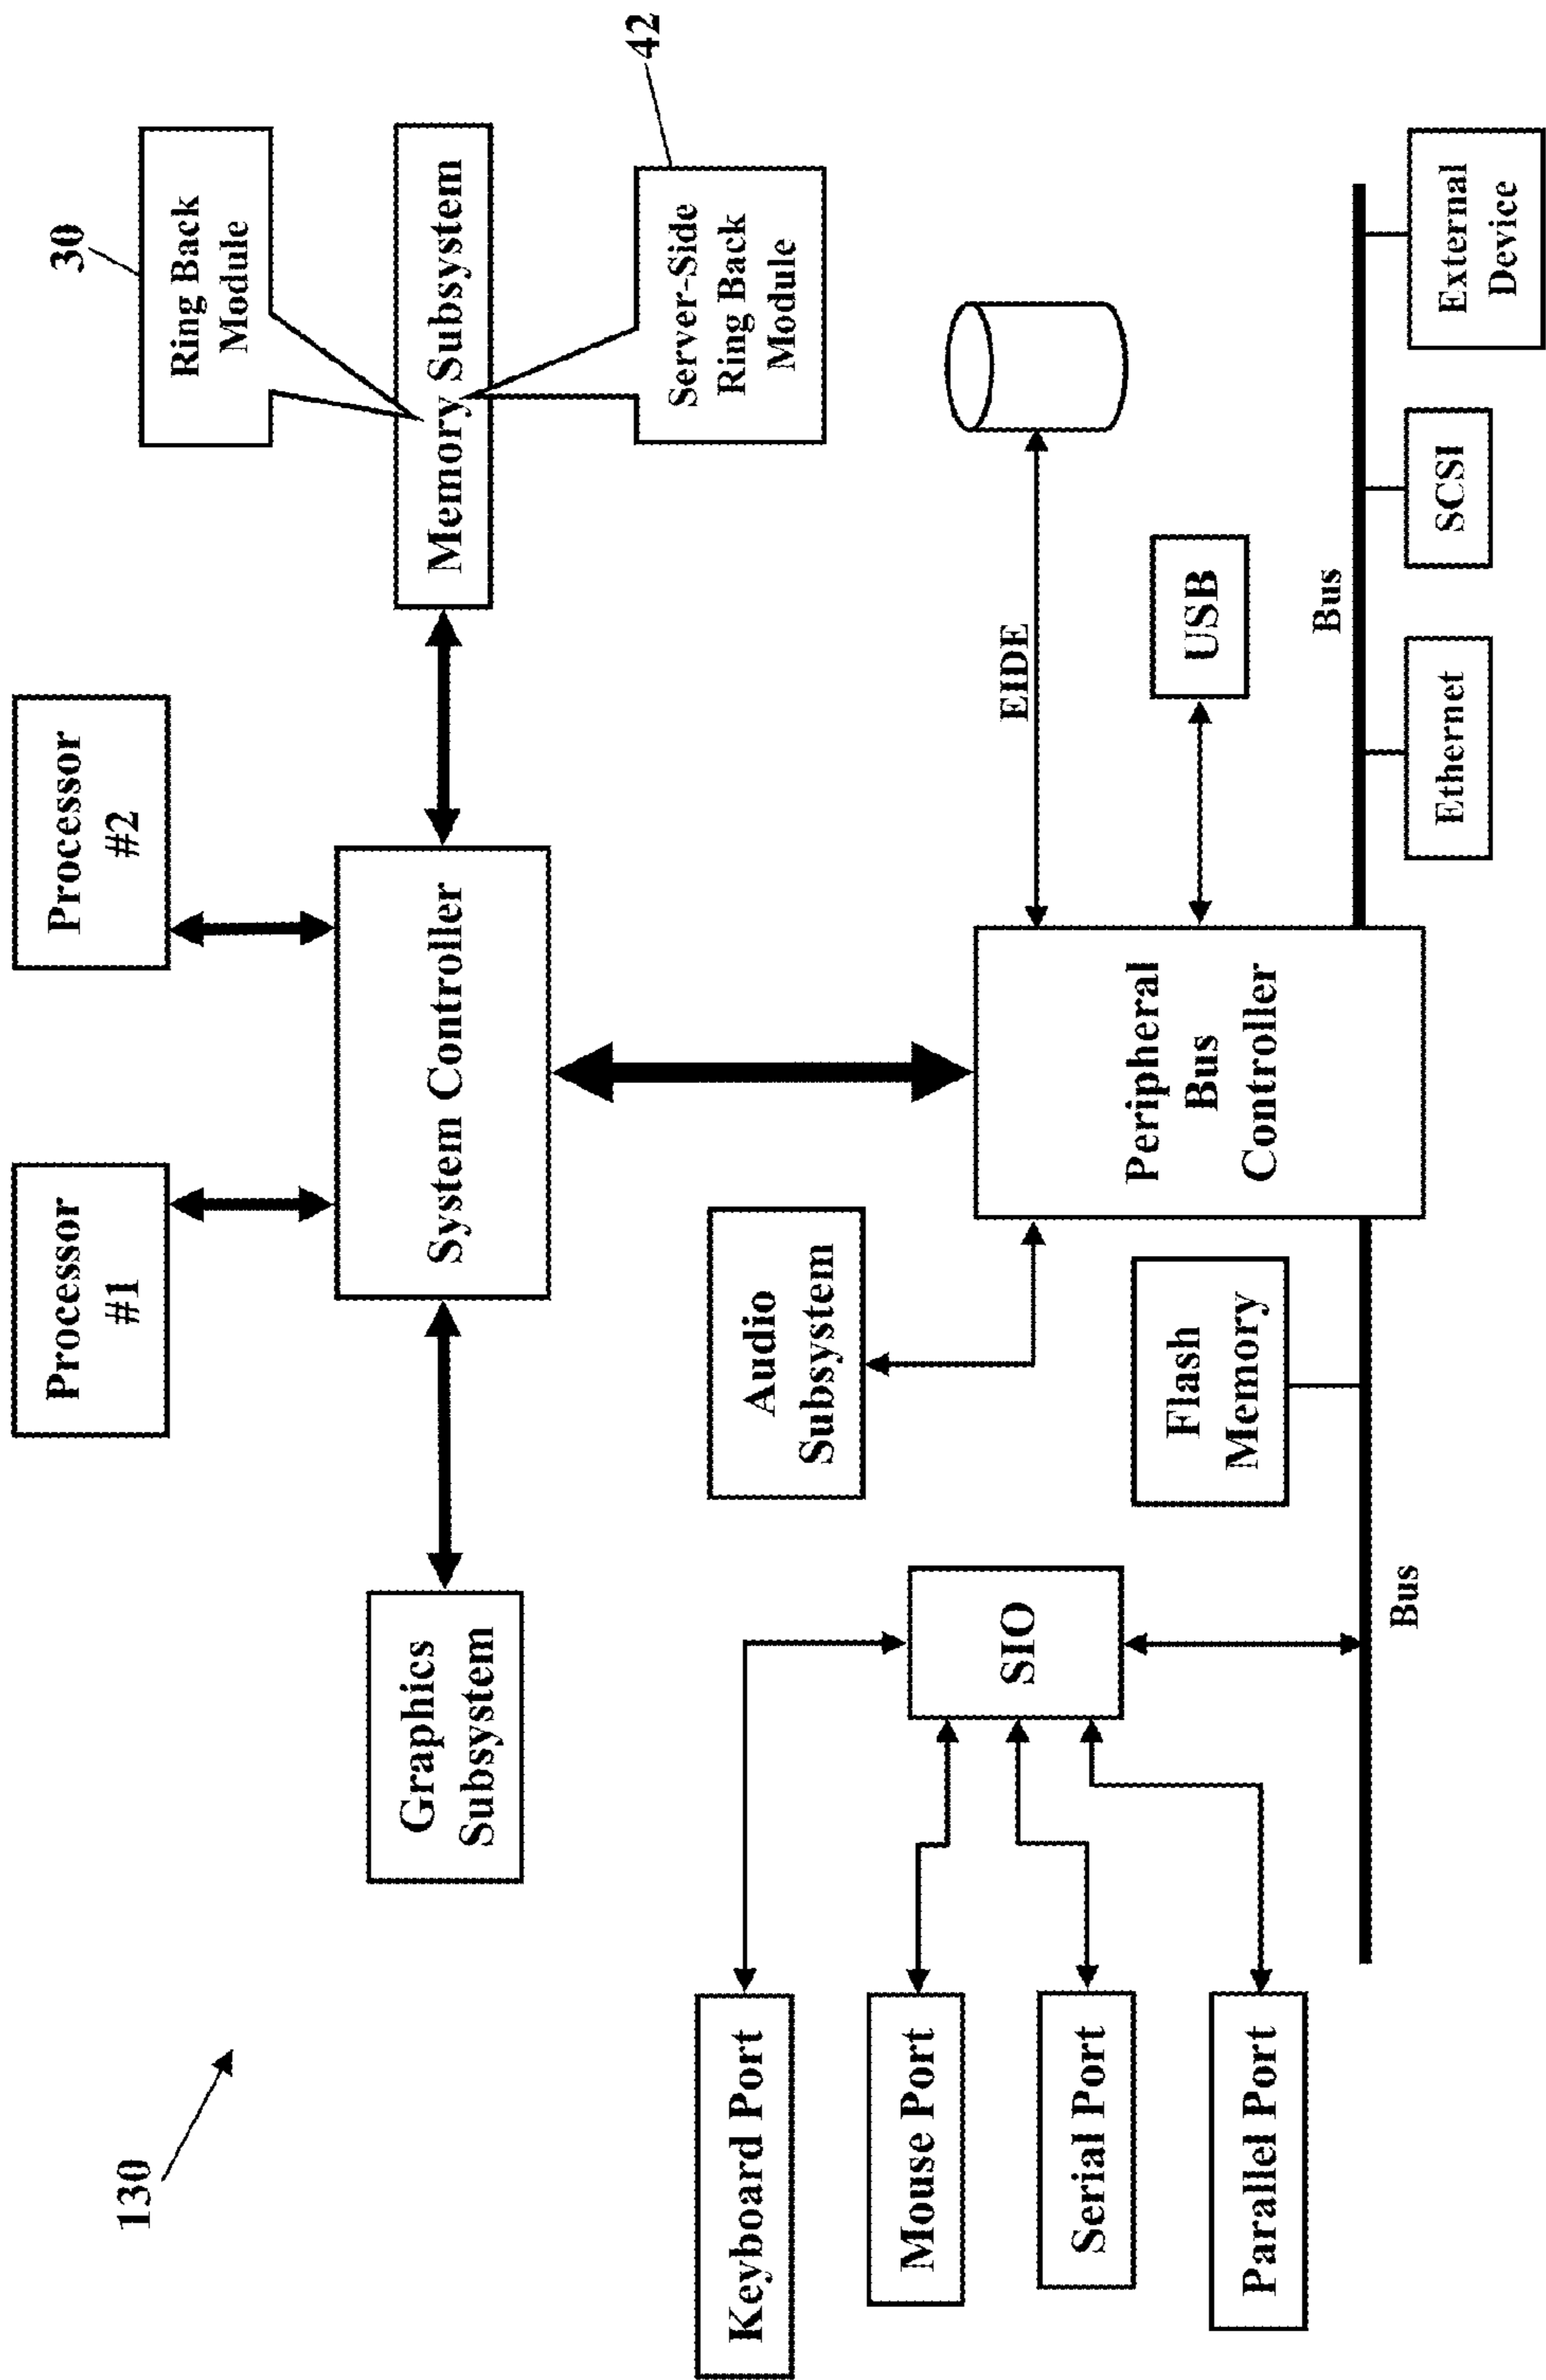 130
Processor
#1
Processor
#2
30
Ring Back
Module
Graphics
Subsystem
System Controller
Memory Subsystem
42
Server-Side
Ring Back
Module
Keyboard Port
Mouse Port
Serial Port
Parallel Port
SIO
Audio
Subsystem
Flash
Memory
Peripheral
Bus
Controller
EIDE
USB
Bus
Bus
Ethernet
SCSI
External
Device